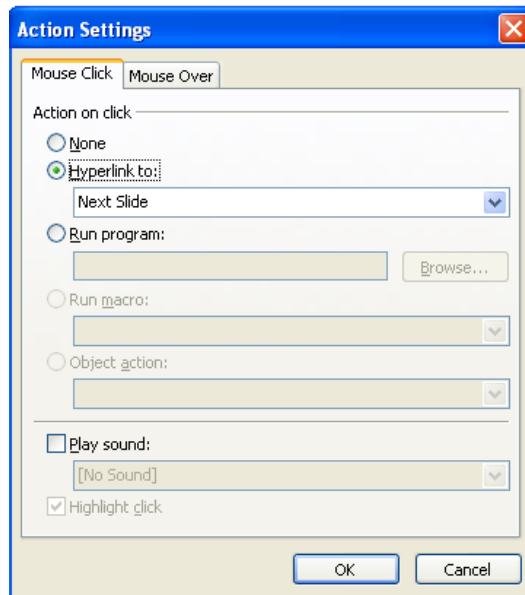 Action Settings
Mouse Click Mouse Over
Action on click
None
Hyperlink to:
Next Slide
Run program:
Browse...
Run macro:
Object action:
Play sound:
[No Sound]
Highlight click
OK Cancel